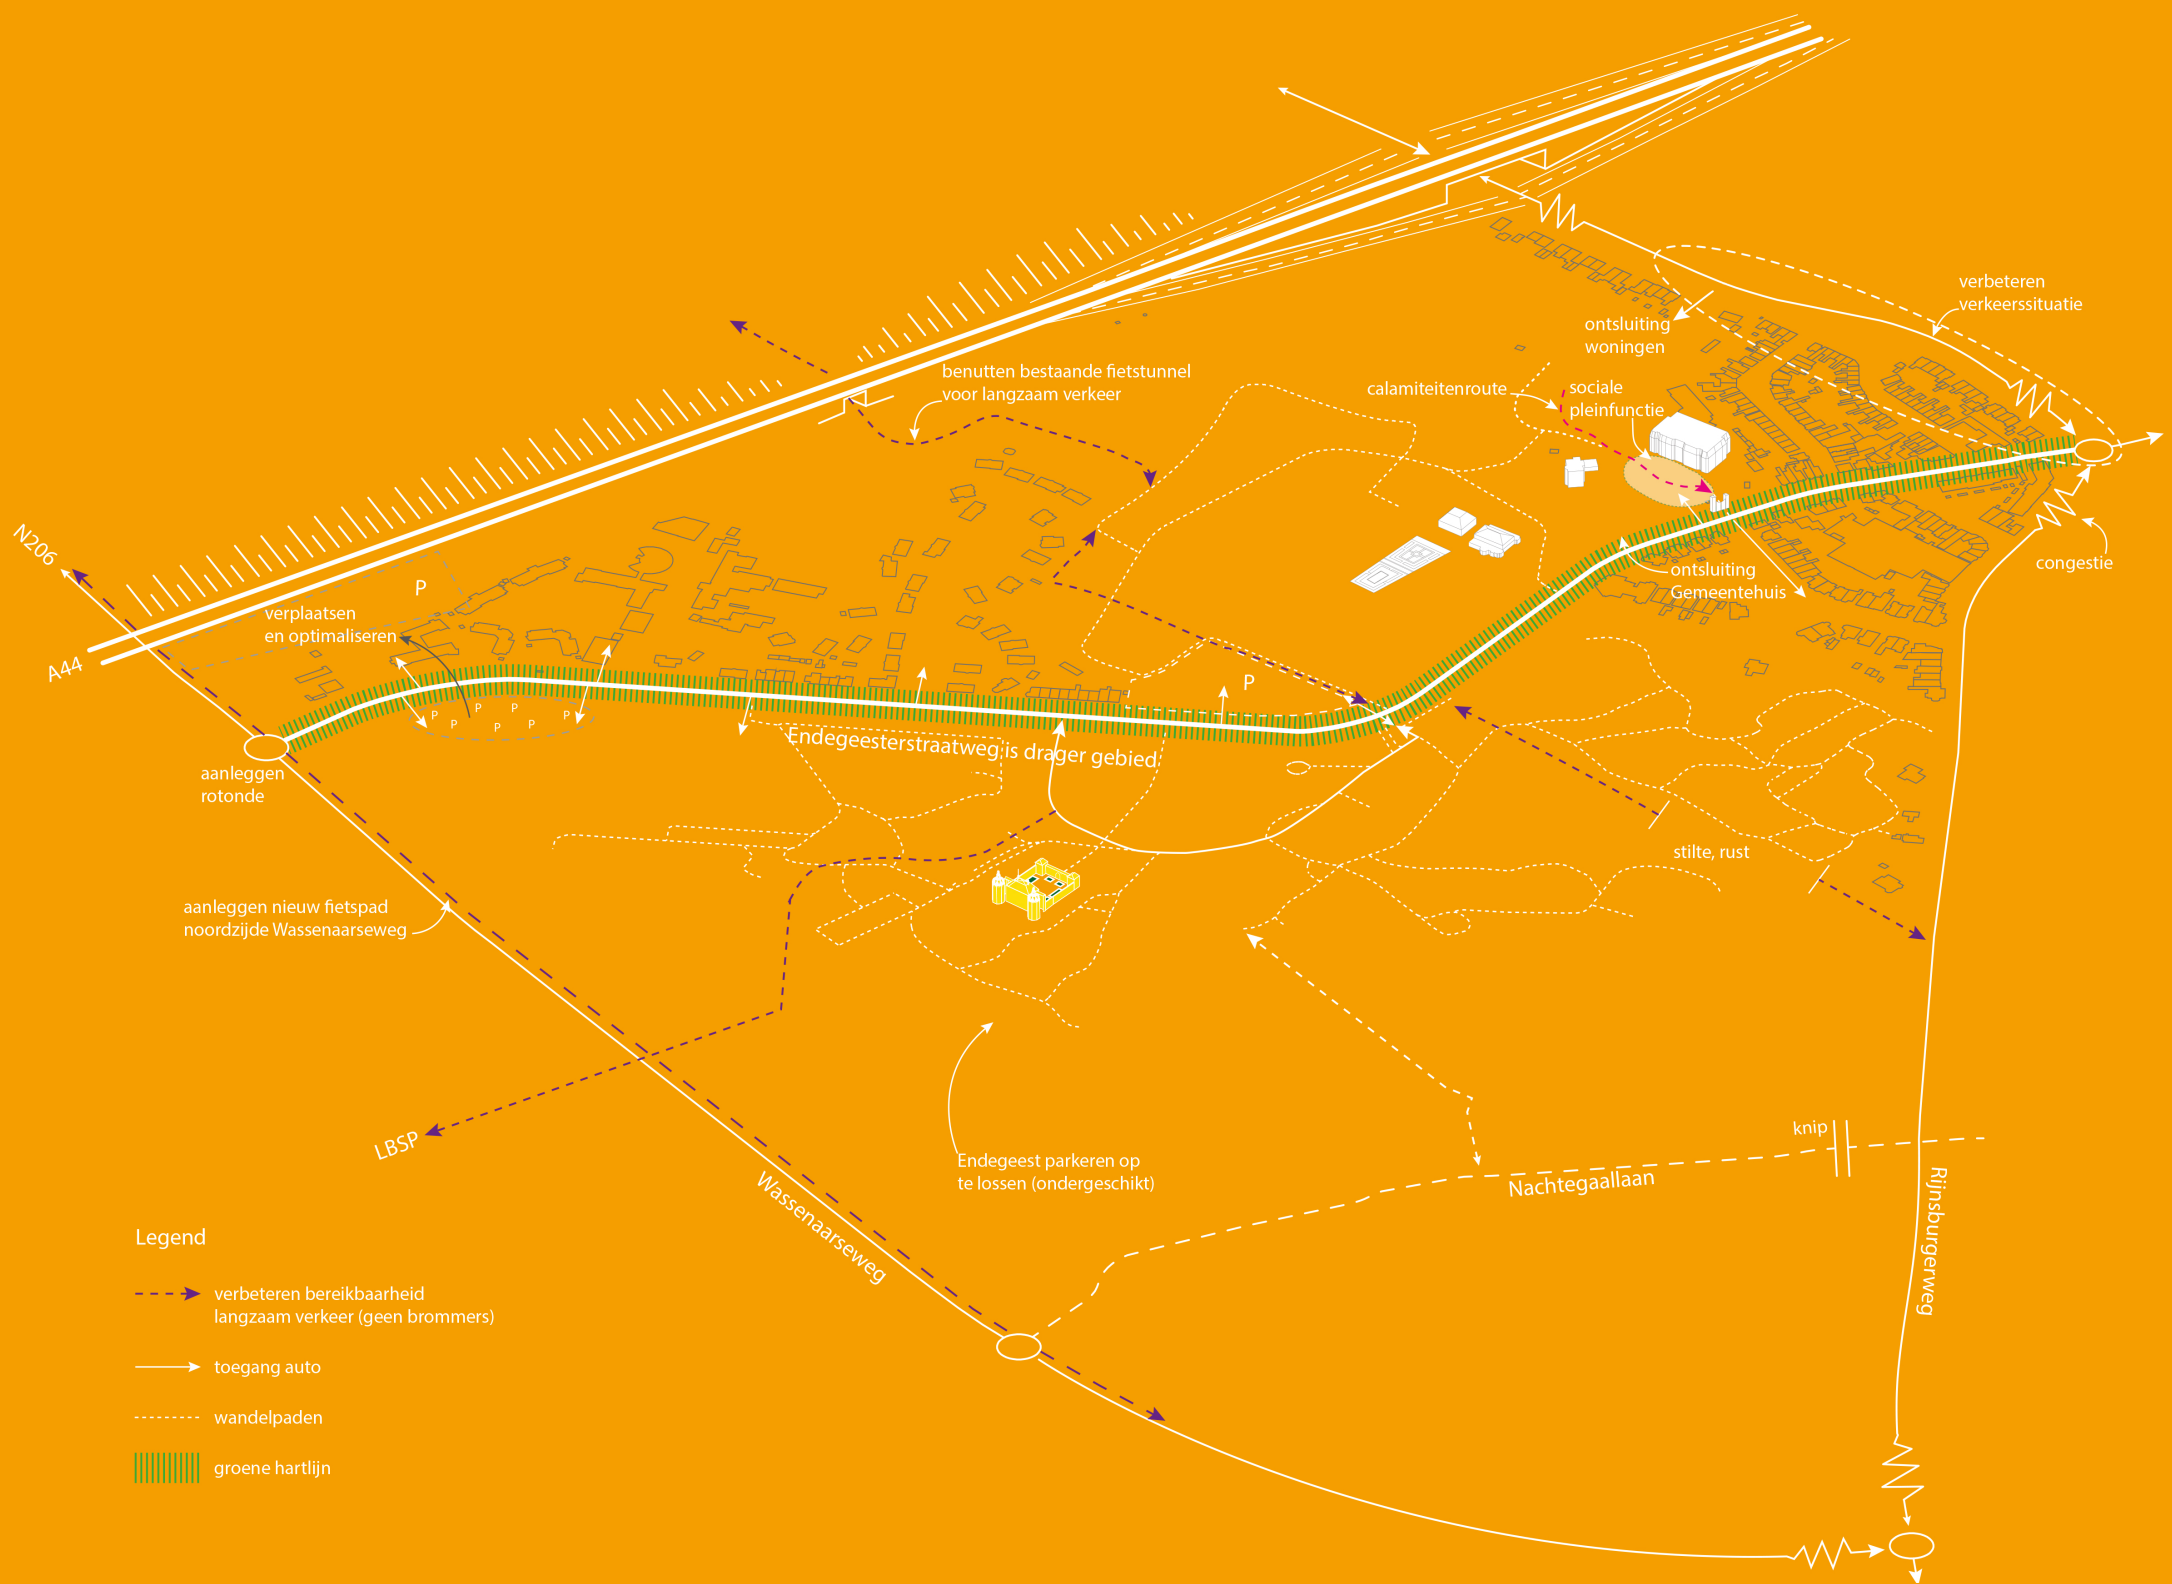 verbeteren
verkeerssituatie
ontsluiting
woningen
benutten bestaande fietstunnel
voor langzaam verkeer
calamiteitenroute
sociale
pleinfunctie
N206
A44
P
verplaatsen
en optimaliseren
congestie
ontsluiting
Gemeentehuis
P
P
P
P
P
P
P
P
Endegeesterstraatweg is drager gebied
aanleggen
rotonde
stilte, rust
aanleggen nieuw fietspad
noordzijde Wassenaarseweg
LBSP
knip
Endegeest parkeren op
te lossen (ondergeschikt)
Nachtegaallaan
Wassenaarseweg
Rijnsburgerweg
Legend
verbeteren bereikbaarheid
langzaam verkeer (geen brommers)
toegang auto
wandelpaden
groene hartlijn